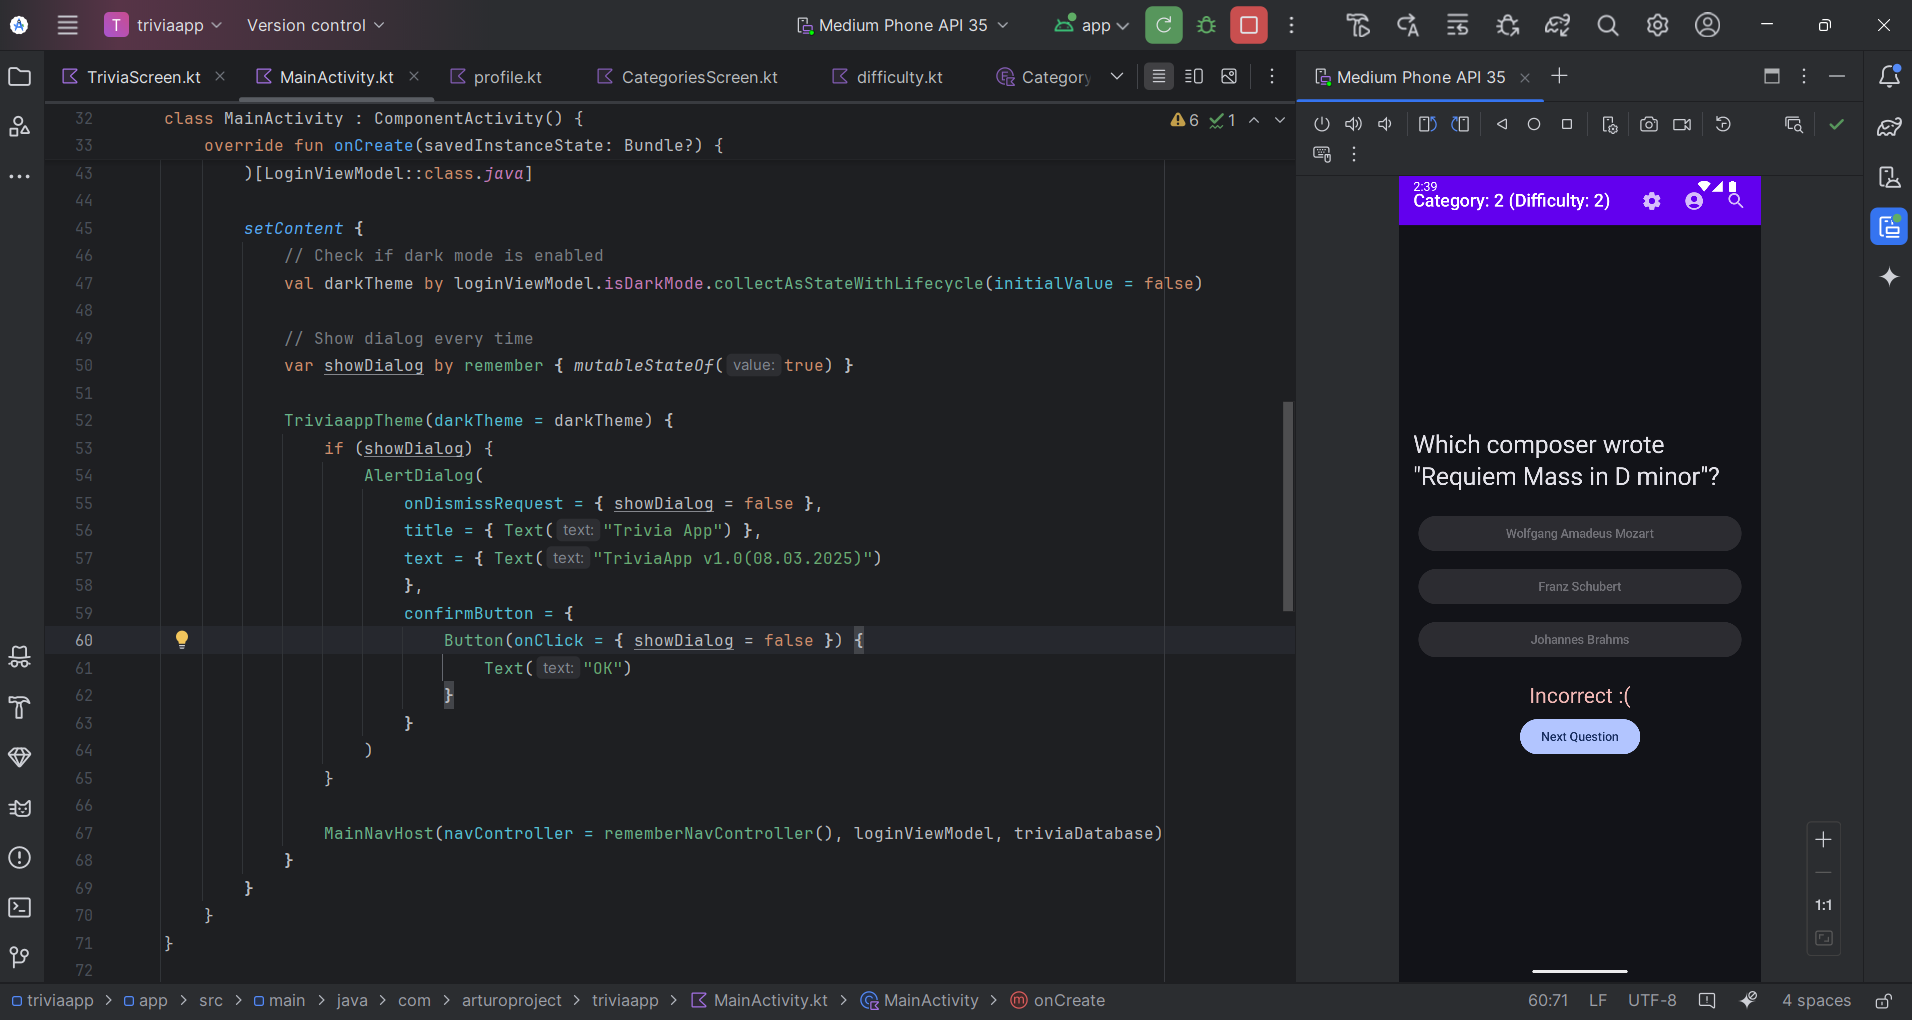 T triviaapp Version control Medium Phone API 35 app
TriviaScreen.kt MainActivity.kt profile.kt CategoriesScreen.kt difficulty.kt Category
Medium Phone API 35
32 class MainActivity : ComponentActivity() {
6 1
33 override fun onCreate(savedInstanceState: Bundle?) {
43 )[LoginViewModel::class.java]
44
45 setContent {
46 // Check if dark mode is enabled
47 val darkTheme by loginViewModel.isDarkMode.collectAsStateWithLifecycle(initialValue = false)
48
49 // Show dialog every time
50 var showDialog by remember { mutableStateOf( value: true) }
51
52 TriviaappTheme(darkTheme = darkTheme) {
53 if (showDialog) {
54 AlertDialog(
55 onDismissRequest = { showDialog = false },
56 title = { Text( text: "Trivia App") },
57 text = { Text( text: "TriviaApp v1.0(08.03.2025)")
58 },
59 confirmButton = {
60 Button(onClick = { showDialog = false }) {
61 Text( text: "OK")
62 }
63 }
64 )
65 }
66
67 MainNavHost(navController = rememberNavController(), loginViewModel, triviaDatabase)
68 }
69 }
70 }
71 }
72
2:39
Category: 2 (Difficulty: 2)
Which composer wrote
"Requiem Mass in D minor"?
Wolfgang Amadeus Mozart
Franz Schubert
Johannes Brahms
Incorrect :(
Next Question
1:1
triviaapp > app > src > main > java > com > arturoproject > triviaapp > MainActivity.kt > MainActivity > onCreate
60:71 LF UTF-8 4 spaces